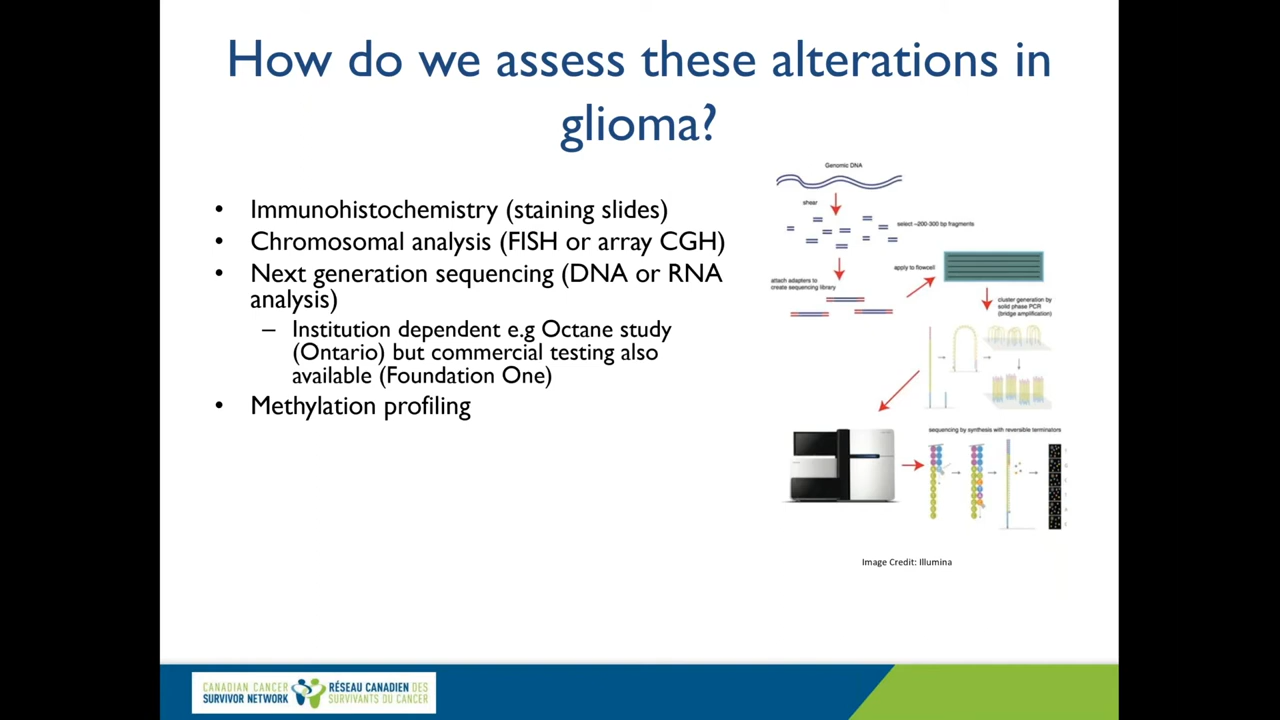 How do we assess these alterations in
glioma?
• Immunohistochemistry (staining slides)
• Chromosomal analysis (FISH or array CGH)
• Next generation sequencing (DNA or RNA
analysis)
– Institution dependent e.g Octane study
(Ontario) but commercial testing also
available (Foundation One)
• Methylation profiling
Genomic DNA
shear
select ~200-300 bp fragments
attach adapters to
create sequencing library
apply to flowcell
cluster generation by
solid phase PCR
(bridge amplification)
sequencing by synthesis with reversible terminators
Image Credit: Illumina
CANADIAN CANCER
SURVIVOR NETWORK
RÉSEAU CANADIEN DES
SURVIVANTS DU CANCER